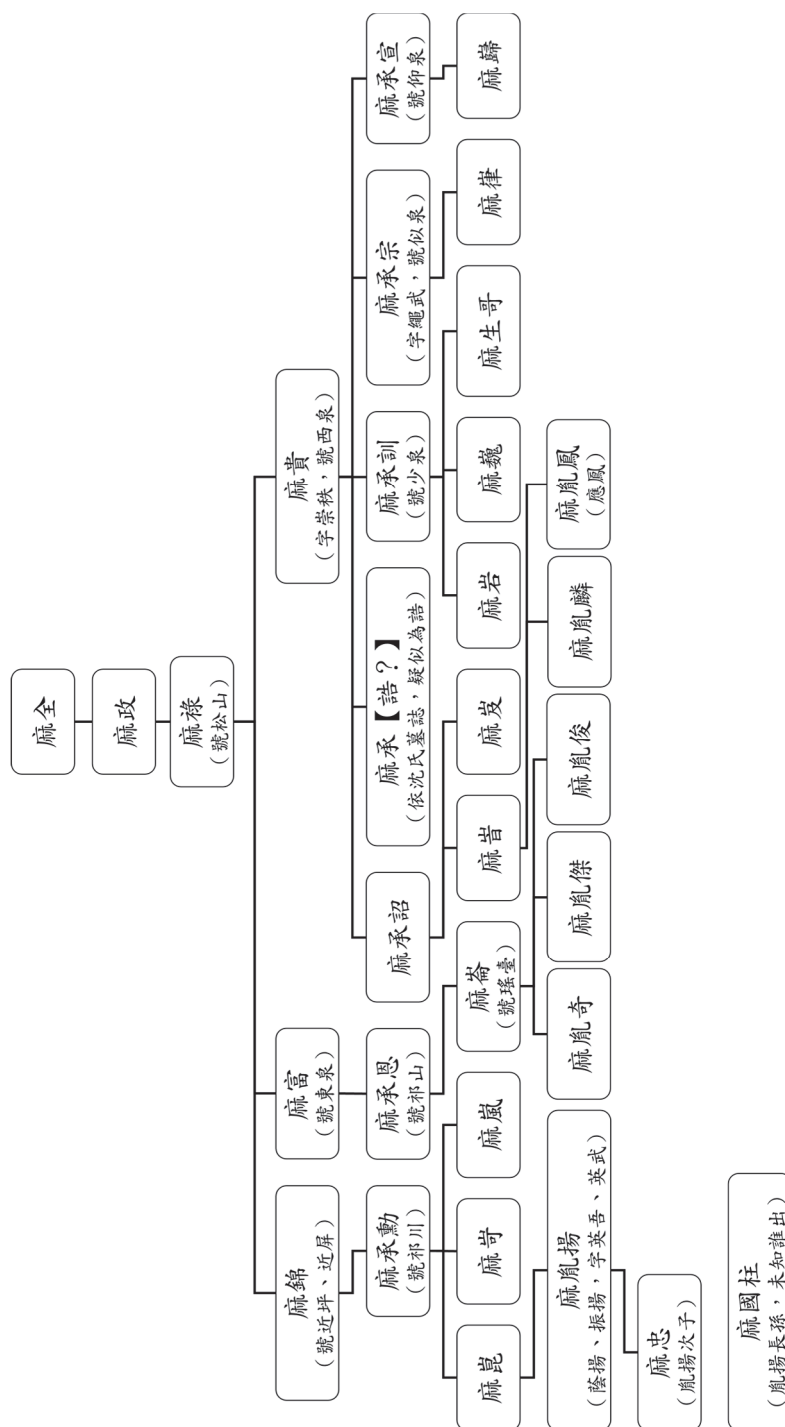 麻全
麻政
麻祿
（號松山）
麻錦
（號近坪、近屏）
麻富
（號東泉）
麻貴
（字崇秩，號西泉）
麻承勳
（號祁川）
麻承恩
（號祁山）
麻承詔
麻承【誥？】
（依沈氏墓誌，疑似為誥）
麻承訓
（號少泉）
麻承宗
（字繩武，號似泉）
麻承宣
（號仰泉）
麻崑
麻岢
麻嵐
麻崙
（號瑤臺）
麻峕
麻岌
麻岩
麻巍
麻生哥
麻嵂
麻巋
麻胤揚
（蔭揚、振揚，字英吾、英武）
麻胤奇
麻胤傑
麻胤俊
麻胤麟
麻胤鳳
（應鳳）
麻忠
（胤揚次子）
麻國柱
（胤揚長孫，未知誰出）